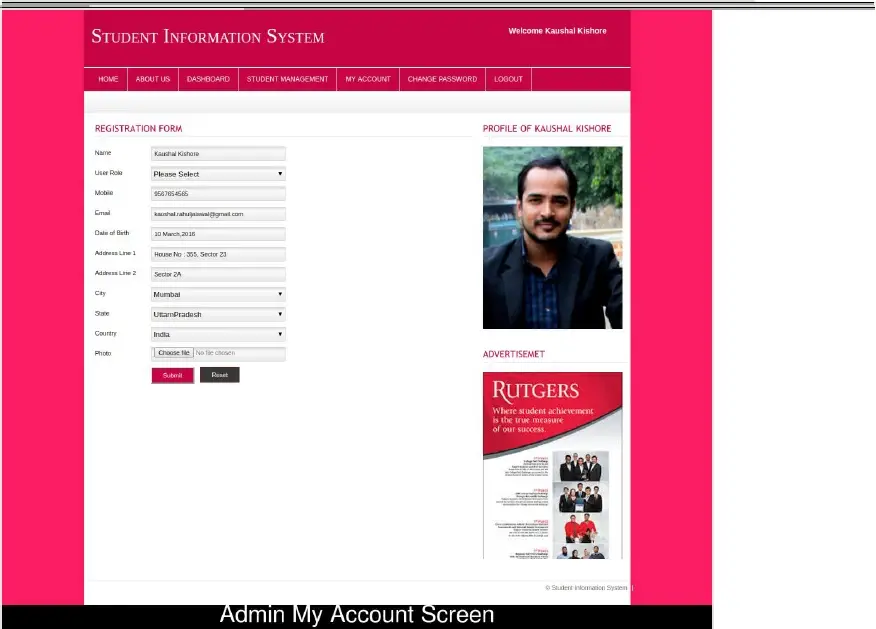 Student Information System
Welcome Kaushal Kishore
HOME ABOUT US DASHBOARD STUDENT MANAGEMENT MY ACCOUNT CHANGE PASSWORD LOGOUT
REGISTRATION FORM
Name Kaushal Kishore
User Role Please Select
Mobile 9567654565
Email kaushal.rahuljaiswal@gmail.com
Date of Birth 10 March,2016
Address Line 1 House No : 355, Sector 23
Address Line 2 Sector 2A
City Mumbai
State UttarnPradesh
Country India
Photo Choose file No file chosen
Submit Reset
PROFILE OF KAUSHAL KISHORE
ADVERTISEMET
RUTGERS
Where student achievement
is the true measure
of our success.
© Student Information System |
Admin My Account Screen